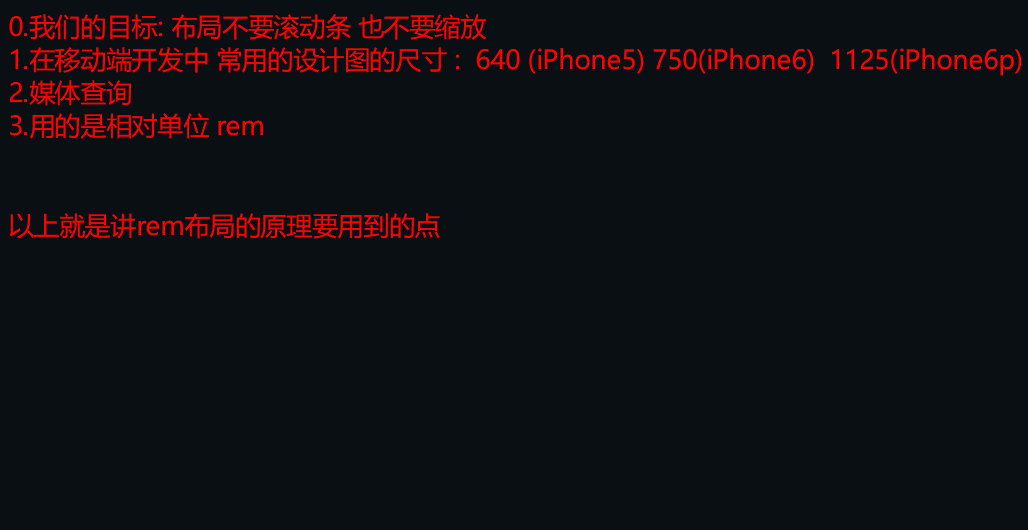 0.我们的目标: 布局不要滚动条 也不要缩放
1.在移动端开发中 常用的设计图的尺寸 :  640 (iPhone5) 750(iPhone6)  1125(iPhone6p)
2.媒体查询
3.用的是相对单位 rem
以上就是讲rem布局的原理要用到的点